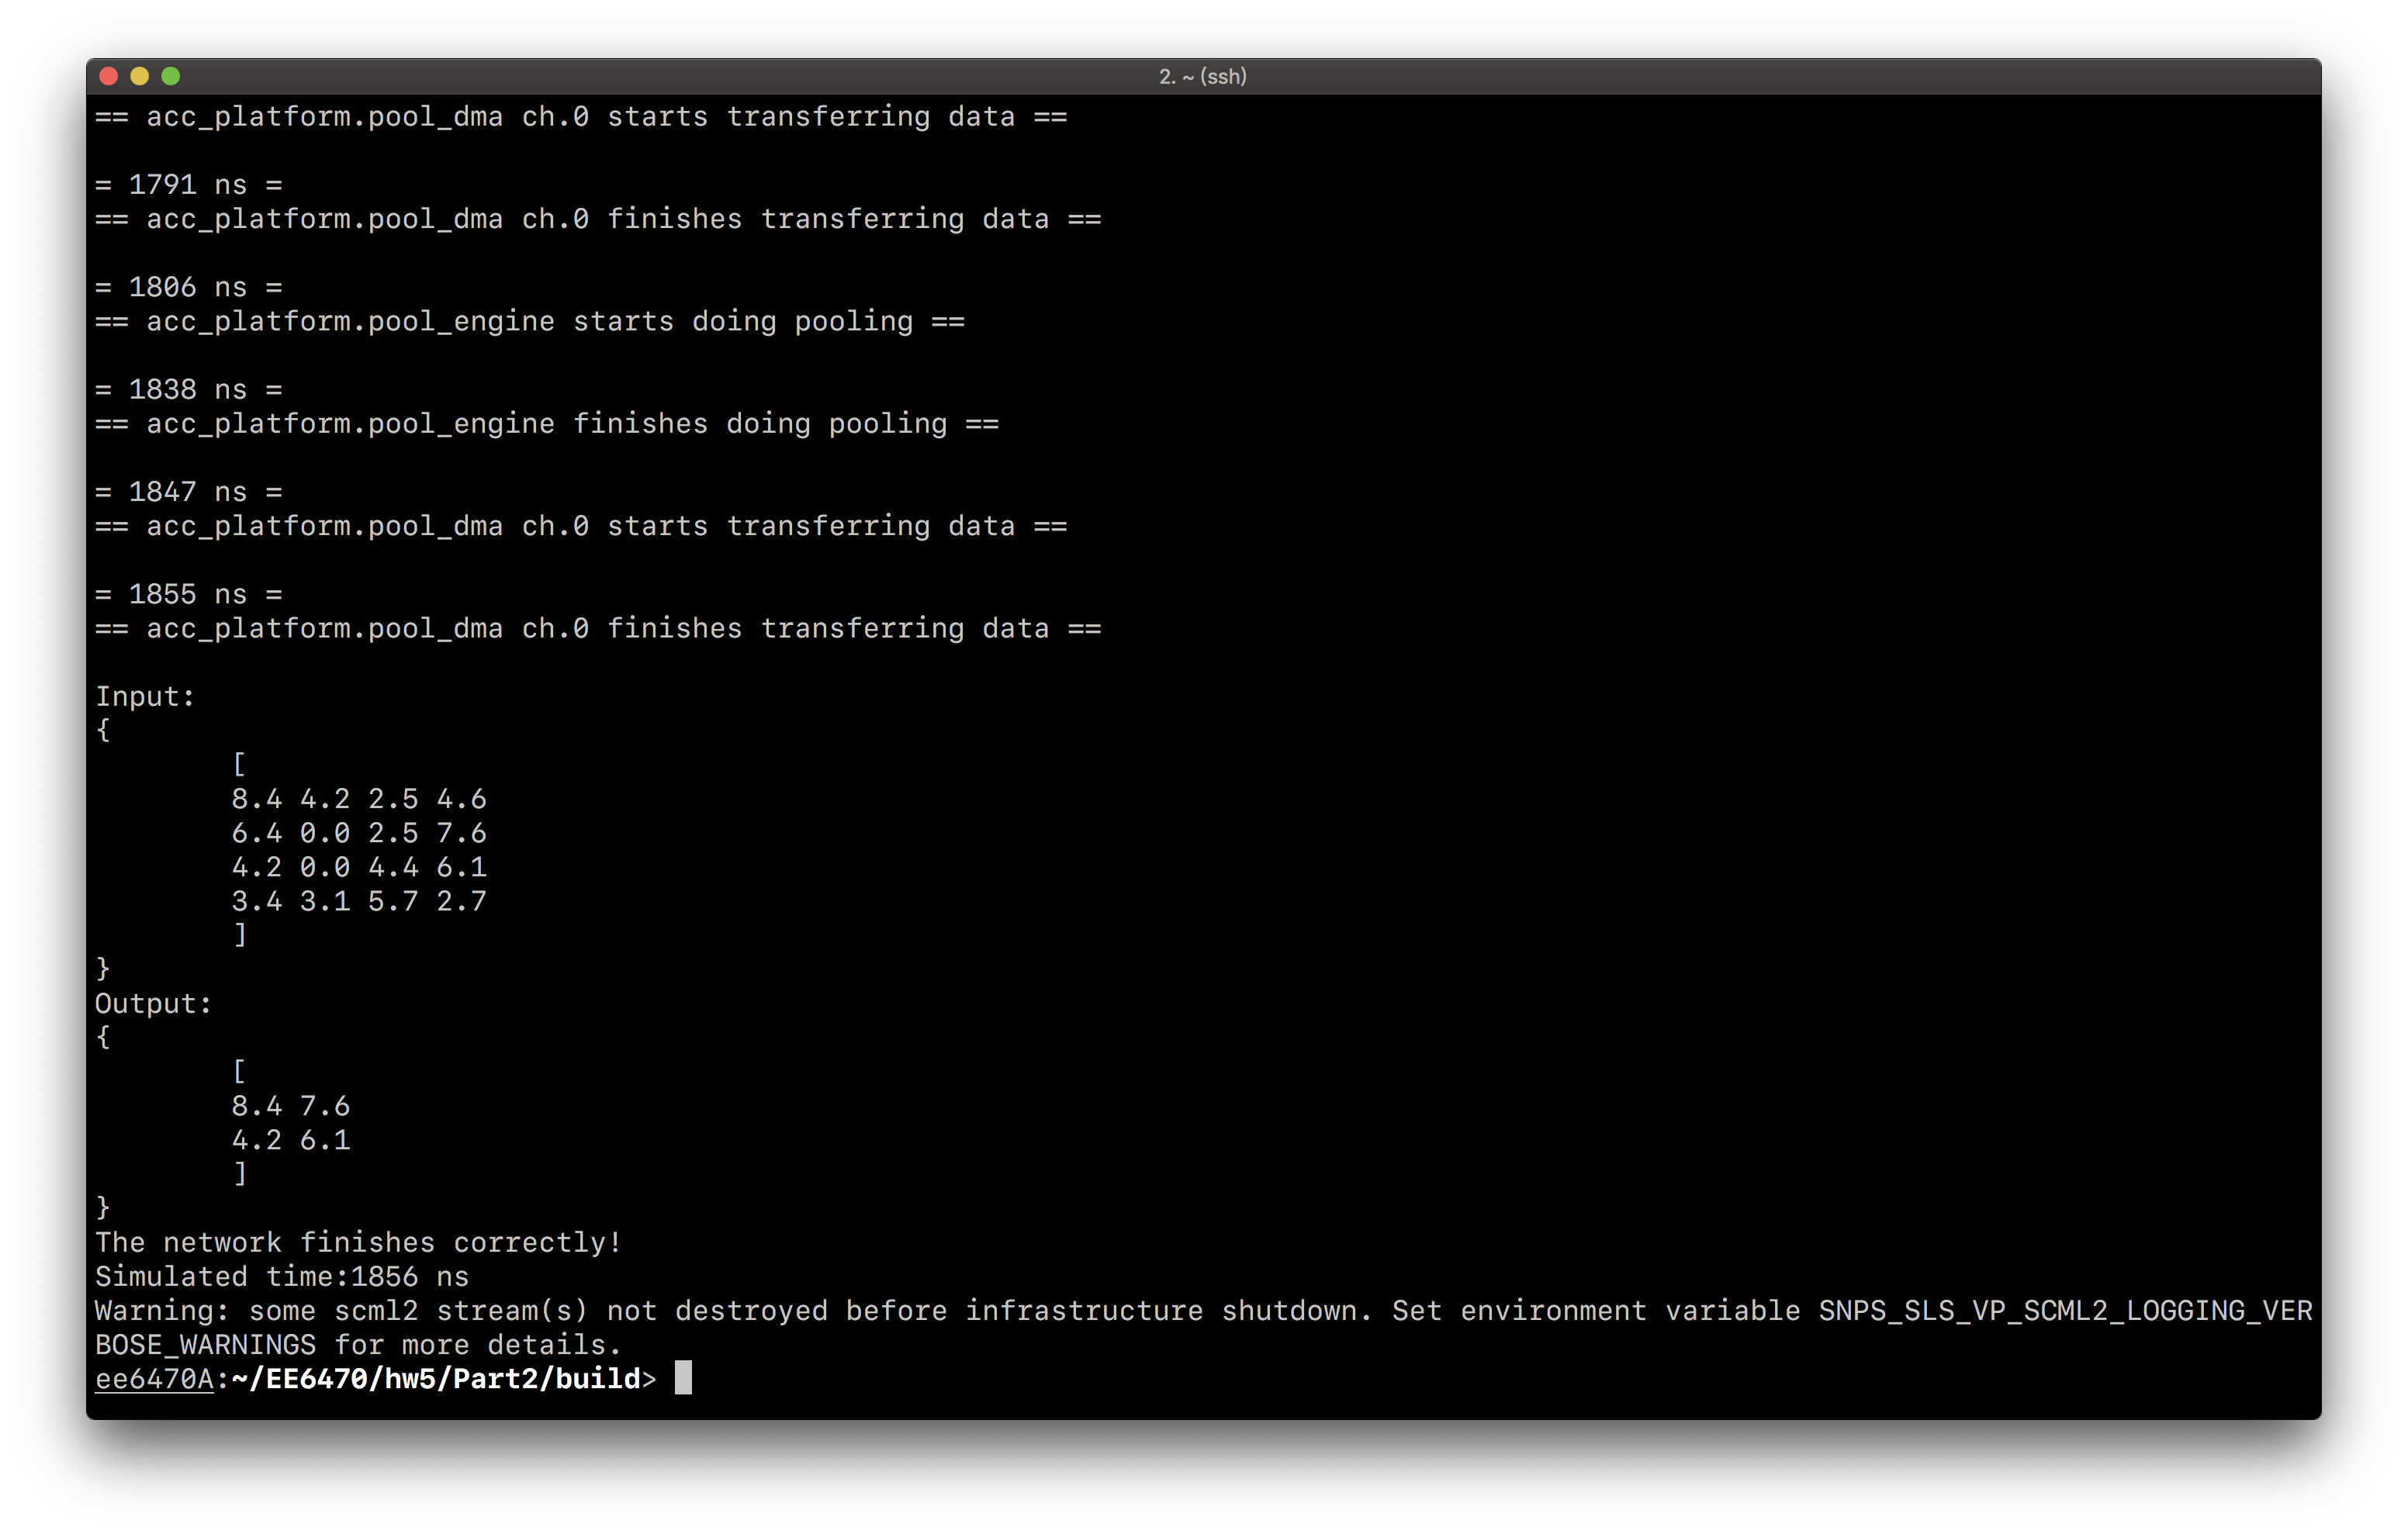 2. ~ (ssh)
== acc_platform.pool_dma ch.0 starts transferring data ==
= 1791 ns =
== acc_platform.pool_dma ch.0 finishes transferring data ==
= 1806 ns =
== acc_platform.pool_engine starts doing pooling ==
= 1838 ns =
== acc_platform.pool_engine finishes doing pooling ==
= 1847 ns =
== acc_platform.pool_dma ch.0 starts transferring data ==
= 1855 ns =
== acc_platform.pool_dma ch.0 finishes transferring data ==
Input:
{
[
8.4 4.2 2.5 4.6
6.4 0.0 2.5 7.6
4.2 0.0 4.4 6.1
3.4 3.1 5.7 2.7
]
}
Output:
{
[
8.4 7.6
4.2 6.1
]
}
The network finishes correctly!
Simulated time:1856 ns
Warning: some scml2 stream(s) not destroyed before infrastructure shutdown. Set environment variable SNPS_SLS_VP_SCML2_LOGGING_VER
BOSE_WARNINGS for more details.
ee6470A:~/EE6470/hw5/Part2/build>